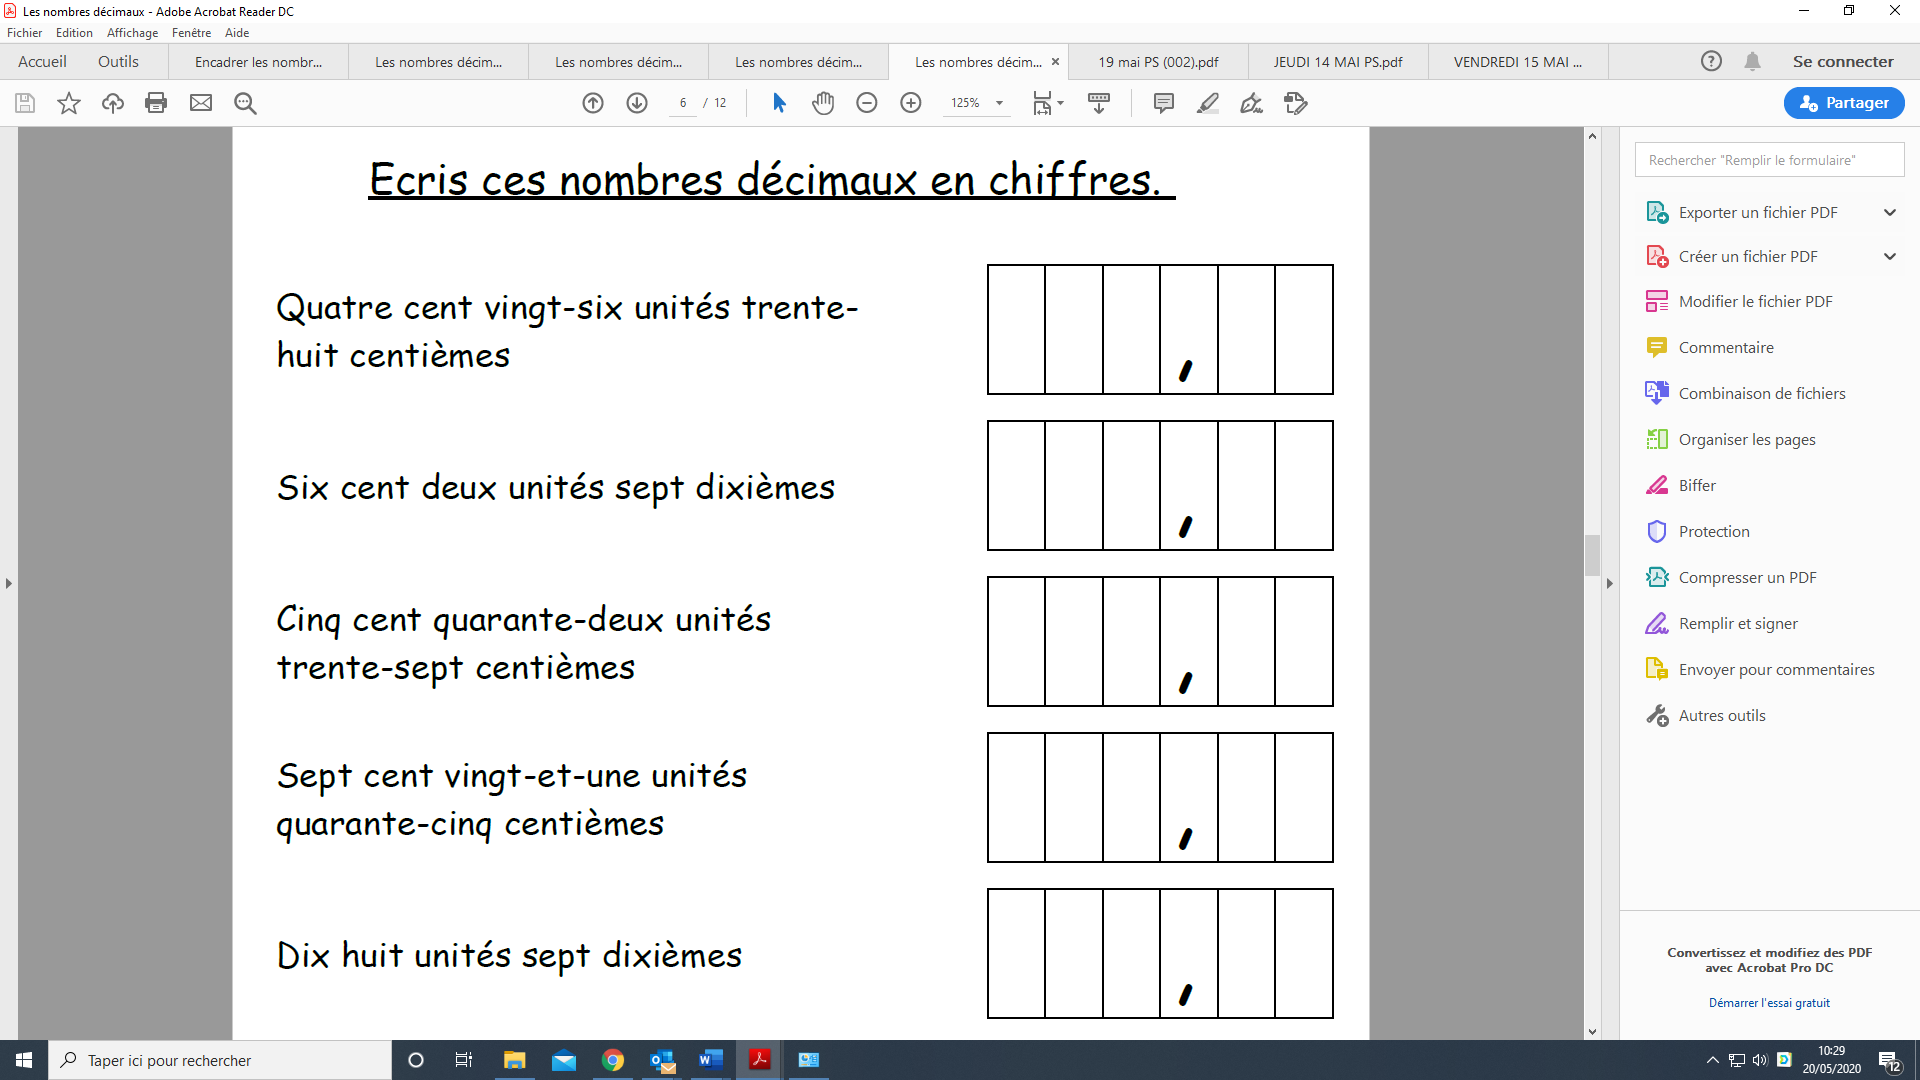 Les nombres décimaux - Adobe Acrobat Reader DC
Fichier Edition Affichage Fenêtre Aide
Accueil Outils Encadrer les nombr... Les nombres décim... Les nombres décim... Les nombres décim... Les nombres décim... 19 mai PS (002).pdf JEUDI 14 MAI PS.pdf VENDREDI 15 MAI ... Se connecter
6 / 12 125% Partager
Ecris ces nombres décimaux en chiffres.
Quatre cent vingt-six unités trente-
huit centièmes
,
Six cent deux unités sept dixièmes
,
Cinq cent quarante-deux unités
trente-sept centièmes
,
Sept cent vingt-et-une unités
quarante-cinq centièmes
,
Dix huit unités sept dixièmes
,
Rechercher "Remplir le formulaire"
Exporter un fichier PDF
Créer un fichier PDF
Modifier le fichier PDF
Commentaire
Combinaison de fichiers
Organiser les pages
Biffer
Protection
Compresser un PDF
Remplir et signer
Envoyer pour commentaires
Autres outils
Convertissez et modifiez des PDF
avec Acrobat Pro DC
Démarrer l'essai gratuit
Taper ici pour rechercher
10:29
20/05/2020
12